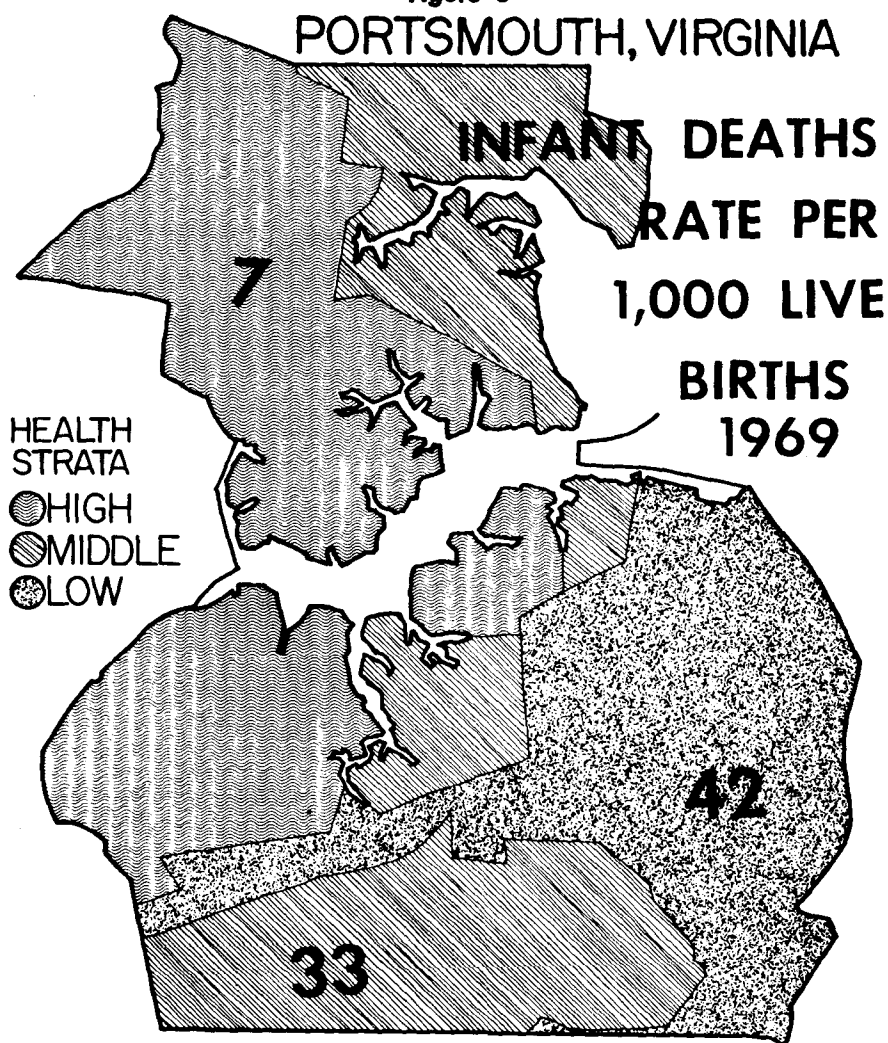 PORTSMOUTH, VIRGINIA
INFANT DEATHS
RATE PER
1,000 LIVE
BIRTHS
1969
7
HEALTH
STRATA
HIGH
MIDDLE
LOW
42
33